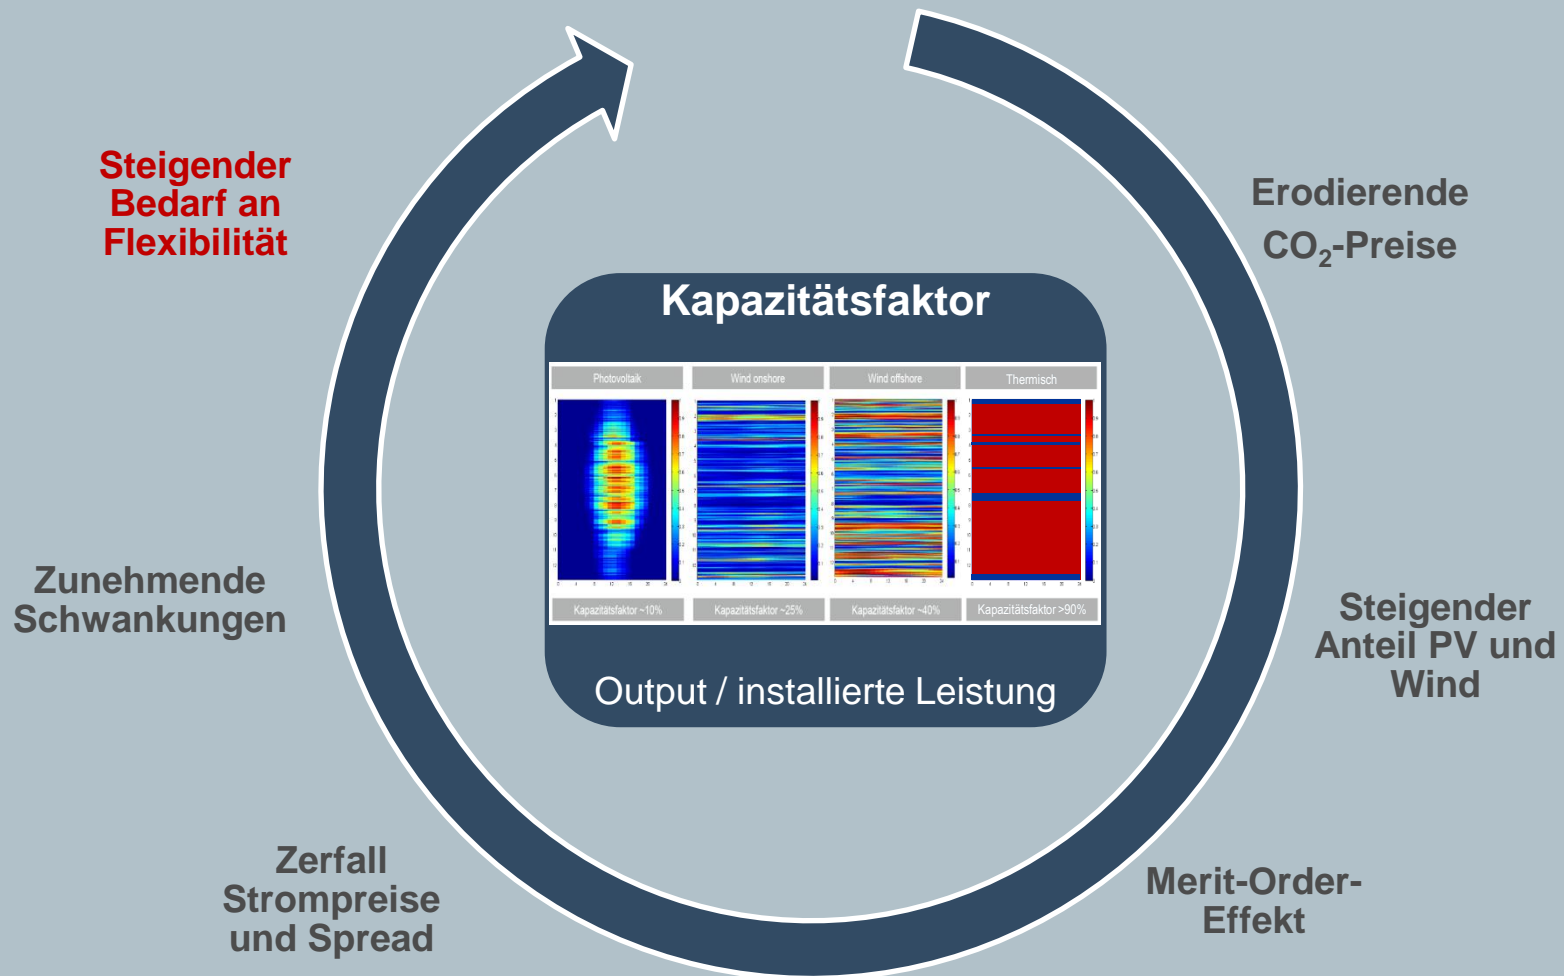 Steigender
Bedarf an
Flexibilität
Erodierende
CO₂-Preise
Kapazitätsfaktor
Photovoltaik
Wind onshore
Wind offshore
Thermisch
Kapazitätsfaktor ~10%
Kapazitätsfaktor ~25%
Kapazitätsfaktor ~40%
Kapazitätsfaktor >90%
Output / installierte Leistung
Zunehmende
Schwankungen
Steigender
Anteil PV und
Wind
Zerfall
Strompreise
und Spread
Merit-Order-
Effekt